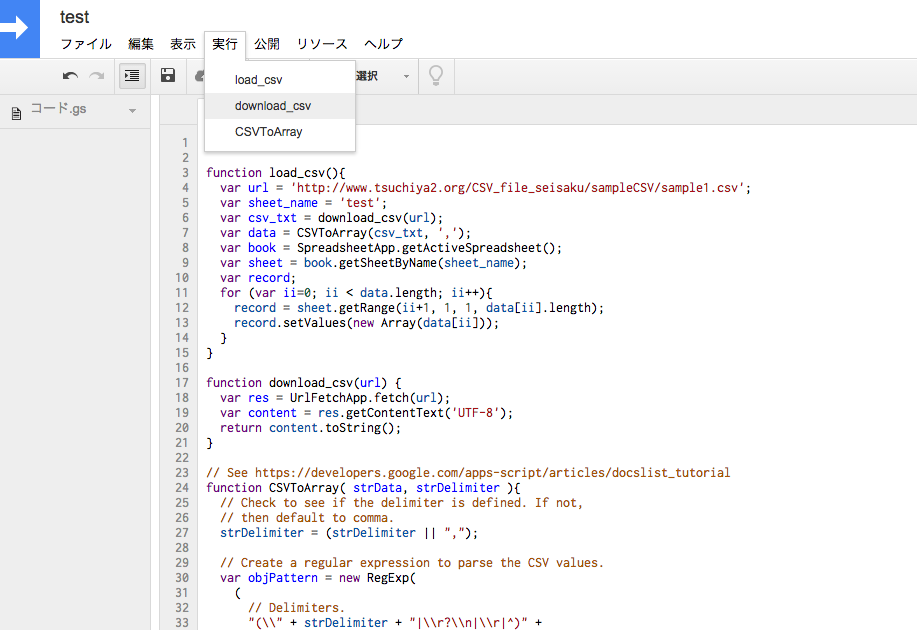 test
ファイル 編集 表示 実行 公開 リソース ヘルプ
選択
load_csv
download_csv
CSVToArray
コード.gs
1
2
3 function load_csv(){
4 var url = 'http://www.tsuchiya2.org/CSV_file_seisaku/sampleCSV/sample1.csv';
5 var sheet_name = 'test';
6 var csv_txt = download_csv(url);
7 var data = CSVToArray(csv_txt, ',');
8 var book = SpreadsheetApp.getActiveSpreadsheet();
9 var sheet = book.getSheetByName(sheet_name);
10 var record;
11 for (var ii=0; ii < data.length; ii++){
12 record = sheet.getRange(ii+1, 1, 1, data[ii].length);
13 record.setValues(new Array(data[ii]));
14 }
15 }
16
17 function download_csv(url) {
18 var res = UrlFetchApp.fetch(url);
19 var content = res.getContentText('UTF-8');
20 return content.toString();
21 }
22
23 // See https://developers.google.com/apps-script/articles/docslist_tutorial
24 function CSVToArray( strData, strDelimiter ){
25 // Check to see if the delimiter is defined. If not,
26 // then default to comma.
27 strDelimiter = (strDelimiter || ",");
28
29 // Create a regular expression to parse the CSV values.
30 var objPattern = new RegExp(
31 (
32 // Delimiters.
33 "(\\" + strDelimiter + "|\\r?\\n|\\r|^)" +